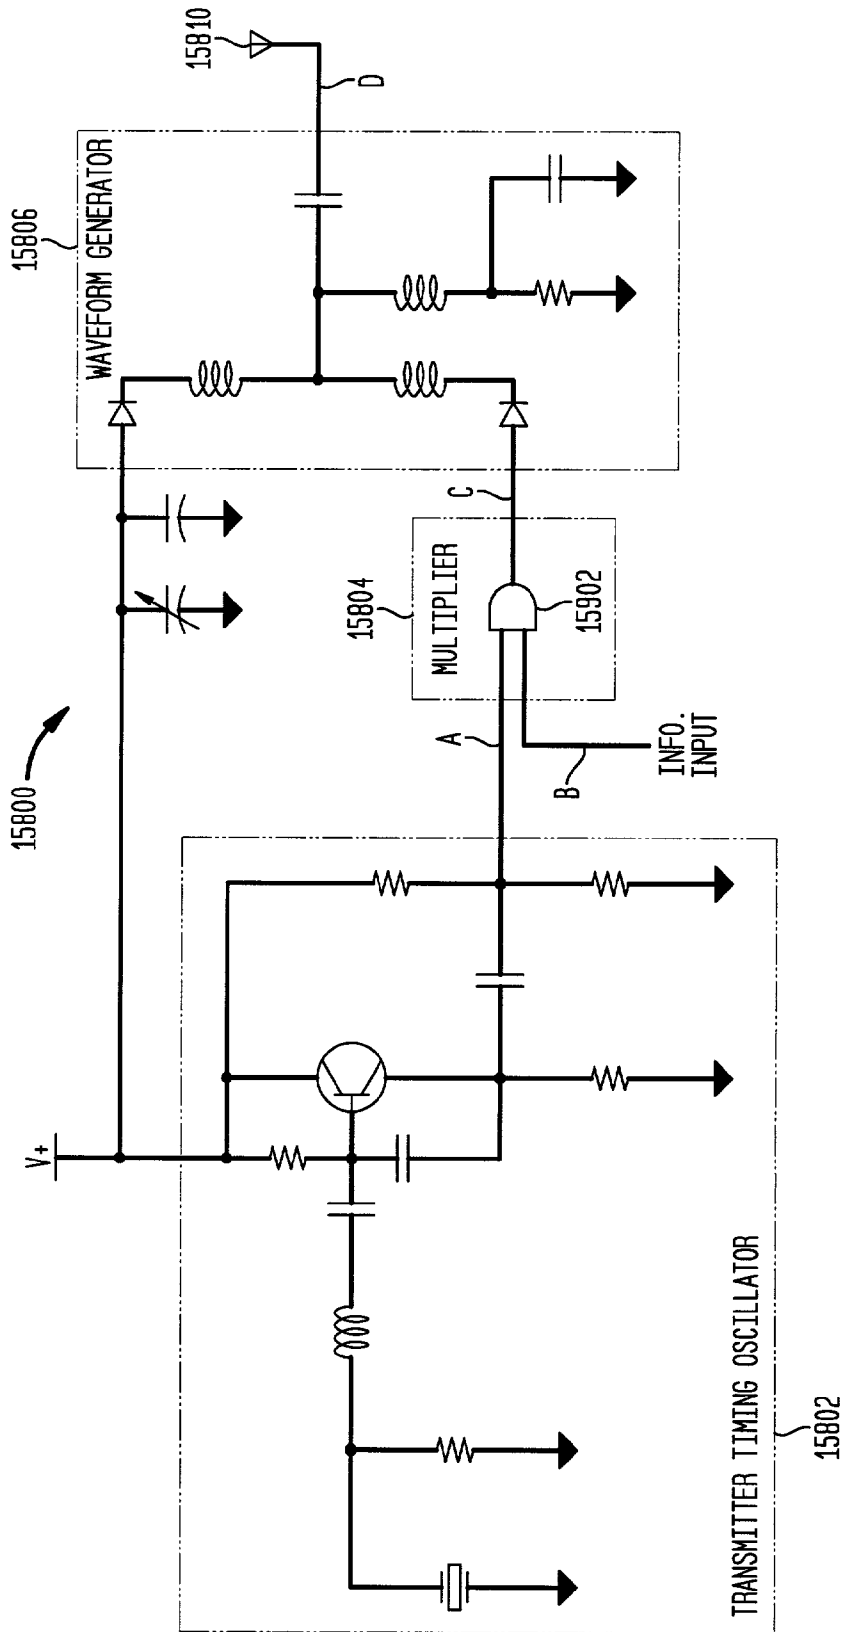 15800
V+
TRANSMITTER TIMING OSCILLATOR
15802
A
B
INFO.
INPUT
15804
MULTIPLIER
15902
C
15806
WAVEFORM GENERATOR
D
15810